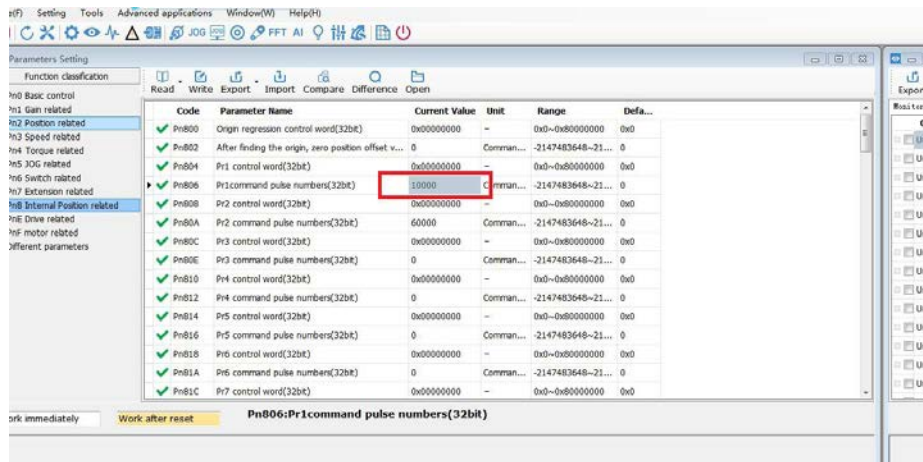 e(F) Setting Tools Advanced applications Window(W) Help(H)
JOG FFT AI
Parameters Setting
Function classification
Read Write Export Import Compare Difference Open
Expor
Pn0 Basic control
Pn1 Gain related
Pn2 Position related
Pn3 Speed related
Pn4 Torque related
Pn5 JOG related
Pn6 Switch related
Pn7 Extension related
Pn8 Internal Position related
PnE Drive related
PnF motor related
Different parameters
Code Parameter Name Current Value Unit Range Defa...
Pn800 Origin regression control word(32bit) 0x00000000 - 0x0~0x80000000 0x0
Pn802 After finding the origin, zero position offset v... 0 Comman... -2147483648~21... 0
Pn804 Pr1 control word(32bit) 0x00000000 - 0x0~0x80000000 0x0
Pn806 Pr1command pulse numbers(32bit) 10000 Comman... -2147483648~21... 0
Pn808 Pr2 control word(32bit) 0x00000000 - 0x0~0x80000000 0x0
Pn80A Pr2 command pulse numbers(32bit) 60000 Comman... -2147483648~21... 0
Pn80C Pr3 control word(32bit) 0x00000000 - 0x0~0x80000000 0x0
Pn80E Pr3 command pulse numbers(32bit) 0 Comman... -2147483648~21... 0
Pn810 Pr4 control word(32bit) 0x00000000 - 0x0~0x80000000 0x0
Pn812 Pr4 command pulse numbers(32bit) 0 Comman... -2147483648~21... 0
Pn814 Pr5 control word(32bit) 0x00000000 - 0x0~0x80000000 0x0
Pn816 Pr5 command pulse numbers(32bit) 0 Comman... -2147483648~21... 0
Pn818 Pr6 control word(32bit) 0x00000000 - 0x0~0x80000000 0x0
Pn81A Pr6 command pulse numbers(32bit) 0 Comman... -2147483648~21... 0
Pn81C Pr7 control word(32bit) 0x00000000 - 0x0~0x80000000 0x0
ork immediately Work after reset Pn806:Pr1command pulse numbers(32bit)